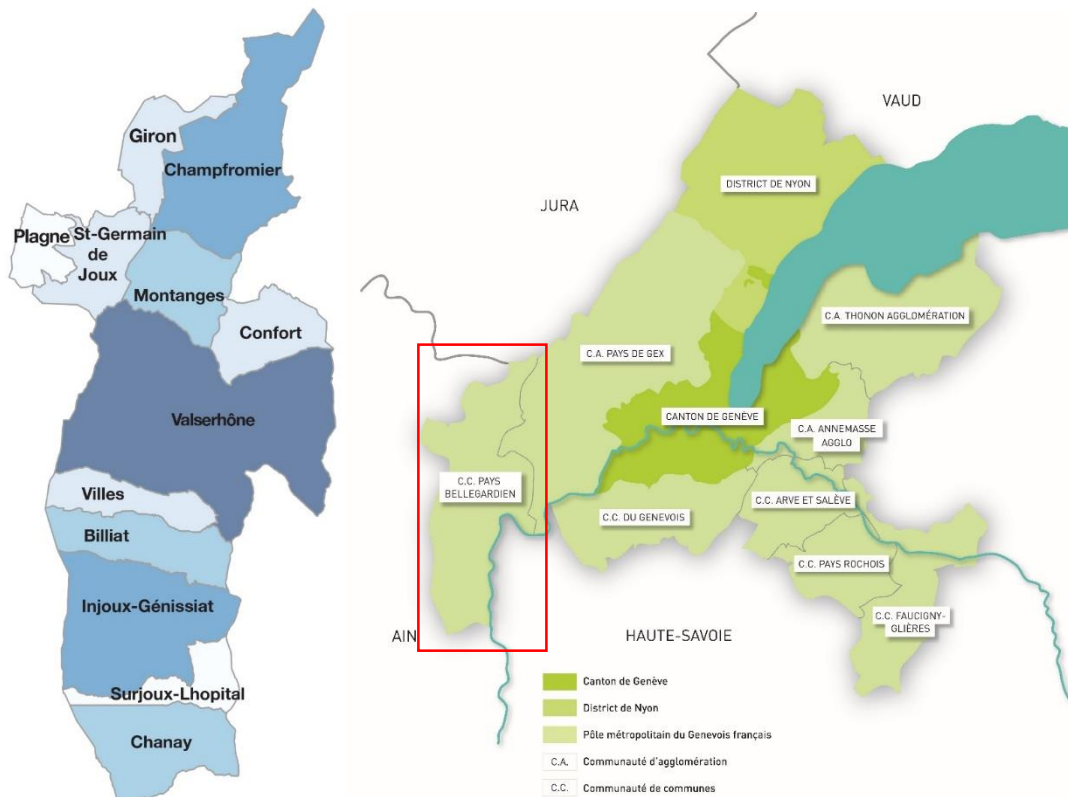 Giron
Champfromier
Plagne
St-Germain
de
Joux
Montanges
Confort
Valserhône
Villes
Billiat
Injoux-Génissiat
Surjoux-Lhopital
Chanay
VAUD
DISTRICT DE NYON
JURA
C.A. THONON AGGLOMÉRATION
C.A. PAYS DE GEX
CANTON DE GENÈVE
C.A. ANNEMASSE
AGGLO
C.C. PAYS
BELLEGARDIEN
C.C. ARVE ET SALÈVE
C.C. DU GENEVOIS
C.C. PAYS ROCHOIS
C.C. FAUCIGNY-
GLIÈRES
AIN
HAUTE-SAVOIE
Canton de Genève
District de Nyon
Pôle métropolitain du Genevois français
C.A. Communauté d'agglomération
C.C. Communauté de communes